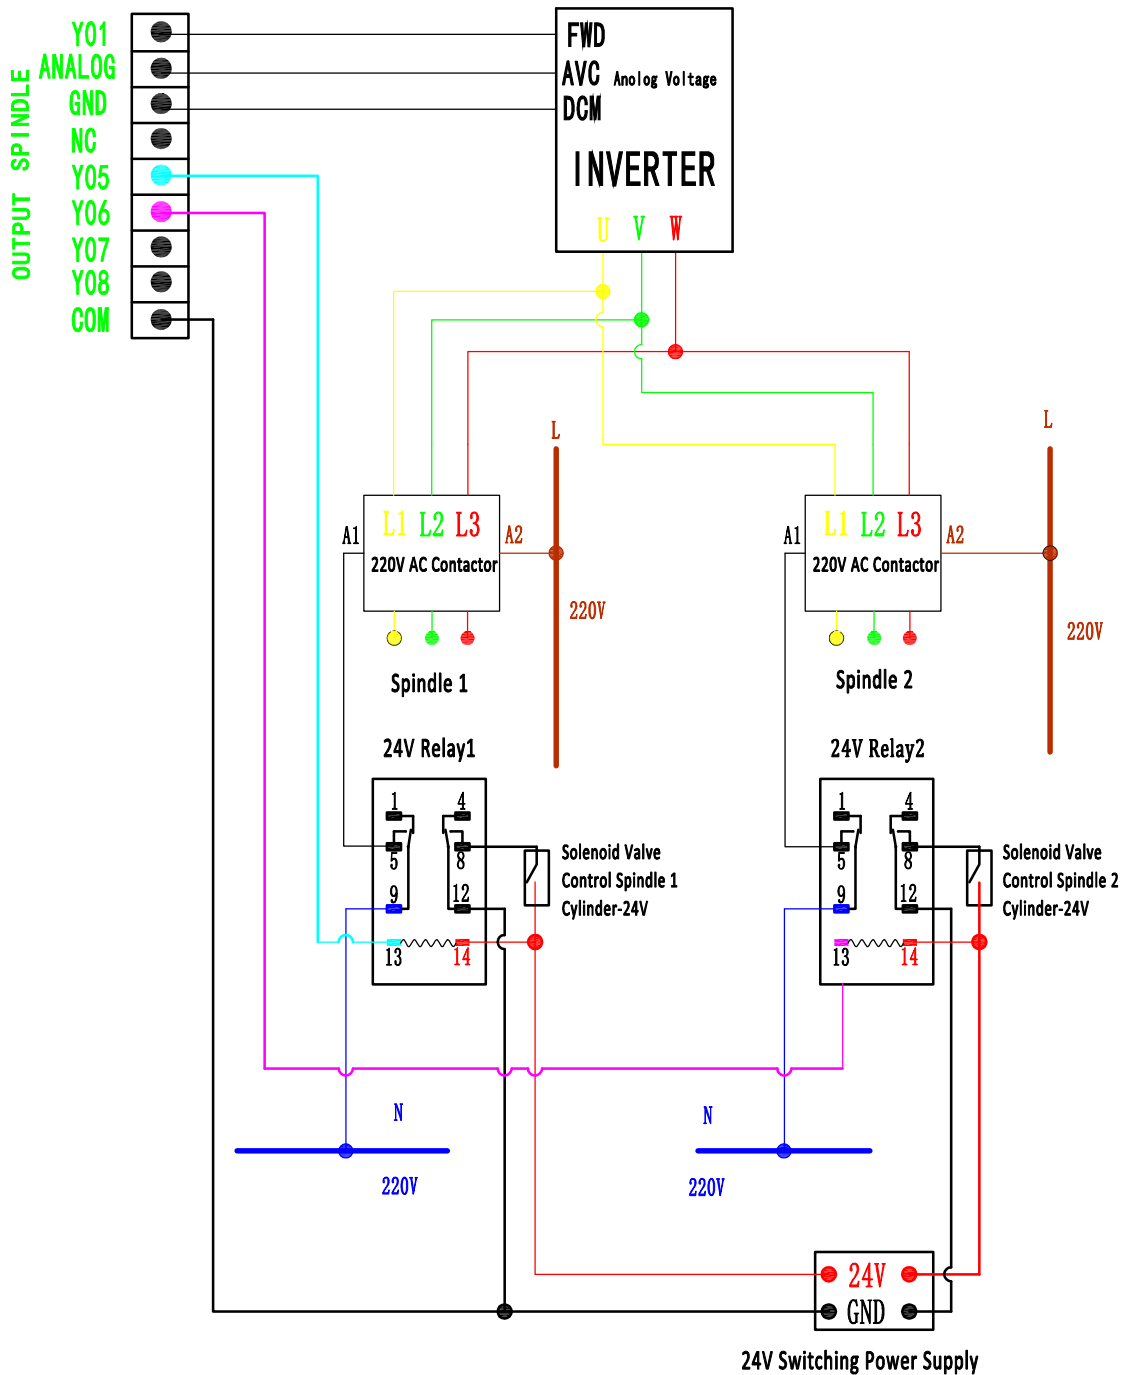 OUTPUT SPINDLE
Y01
ANALOG
GND
NC
Y05
Y06
Y07
Y08
COM
FWD
AVC Anolog Voltage
DCM
INVERTER
U V W
L
L
A1 L1 L2 L3 A2
220V AC Contactor
220V
Spindle 1
A1 L1 L2 L3 A2
220V AC Contactor
220V
Spindle 2
24V Relay1
1 4
5 8
9 12
13 14
Solenoid Valve
Control Spindle 1
Cylinder-24V
24V Relay2
1 4
5 8
9 12
13 14
Solenoid Valve
Control Spindle 2
Cylinder-24V
N
220V
N
220V
24V
GND
24V Switching Power Supply